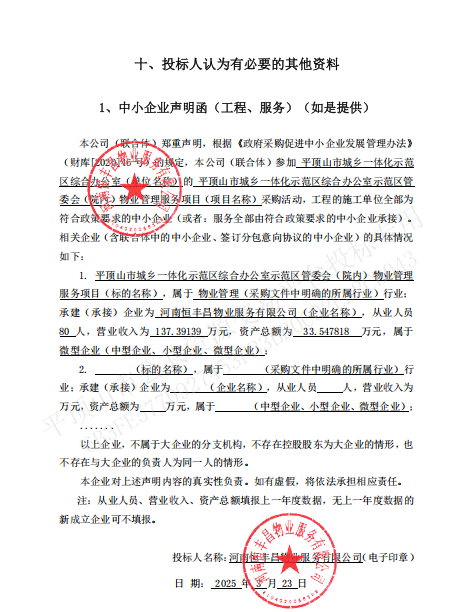 十、投标人认为有必要的其他资料
1、中小企业声明函（工程、服务）（如是提供）
本公司（联合体）郑重声明，根据《政府采购促进中小企业发展管理办法》
（财库[2020]46 号）的规定，本公司（联合体）参加 平顶山市城乡一体化示范
区综合办公室（单位名称）的 平顶山市城乡一体化示范区综合办公室示范区管
委会（院内）物业管理服务项目（项目名称）采购活动，工程的施工单位全部为
符合政策要求的中小企业（或者：服务全部由符合政策要求的中小企业承接）。
相关企业（含联合体中的中小企业、签订分包意向协议的中小企业）的具体情况
如下：
1. 平顶山市城乡一体化示范区综合办公室示范区管委会（院内）物业管理
服务项目（标的名称），属于 物业管理（采购文件中明确的所属行业）行业；
承建（承接）企业为 河南恒丰昌物业服务有限公司（企业名称），从业人员
80 人，营业收入为 137.39139 万元，资产总额为 33.547818 万元，属于
微型企业（中型企业、小型企业、微型企业）；
2. （标的名称），属于 （采购文件中明确的所属行业）行
业；承建（承接）企业为 （企业名称），从业人员 人，营业收入为
万元，资产总额为 万元，属于 （中型企业、小型企业、微型企业）；
.......
以上企业，不属于大企业的分支机构，不存在控股股东为大企业的情形，也
不存在与大企业的负责人为同一人的情形。
本企业对上述声明内容的真实性负责。如有虚假，将依法承担相应责任。
注：从业人员、营业收入、资产总额填报上一年度数据，无上一年度数据的
新成立企业可不填报。
投标人名称：河南恒丰昌物业服务有限公司（电子印章）
日 期： 2025 年 3 月 23 日
河南恒丰昌物业服务有限公司
河南恒丰昌物业服务有限公司